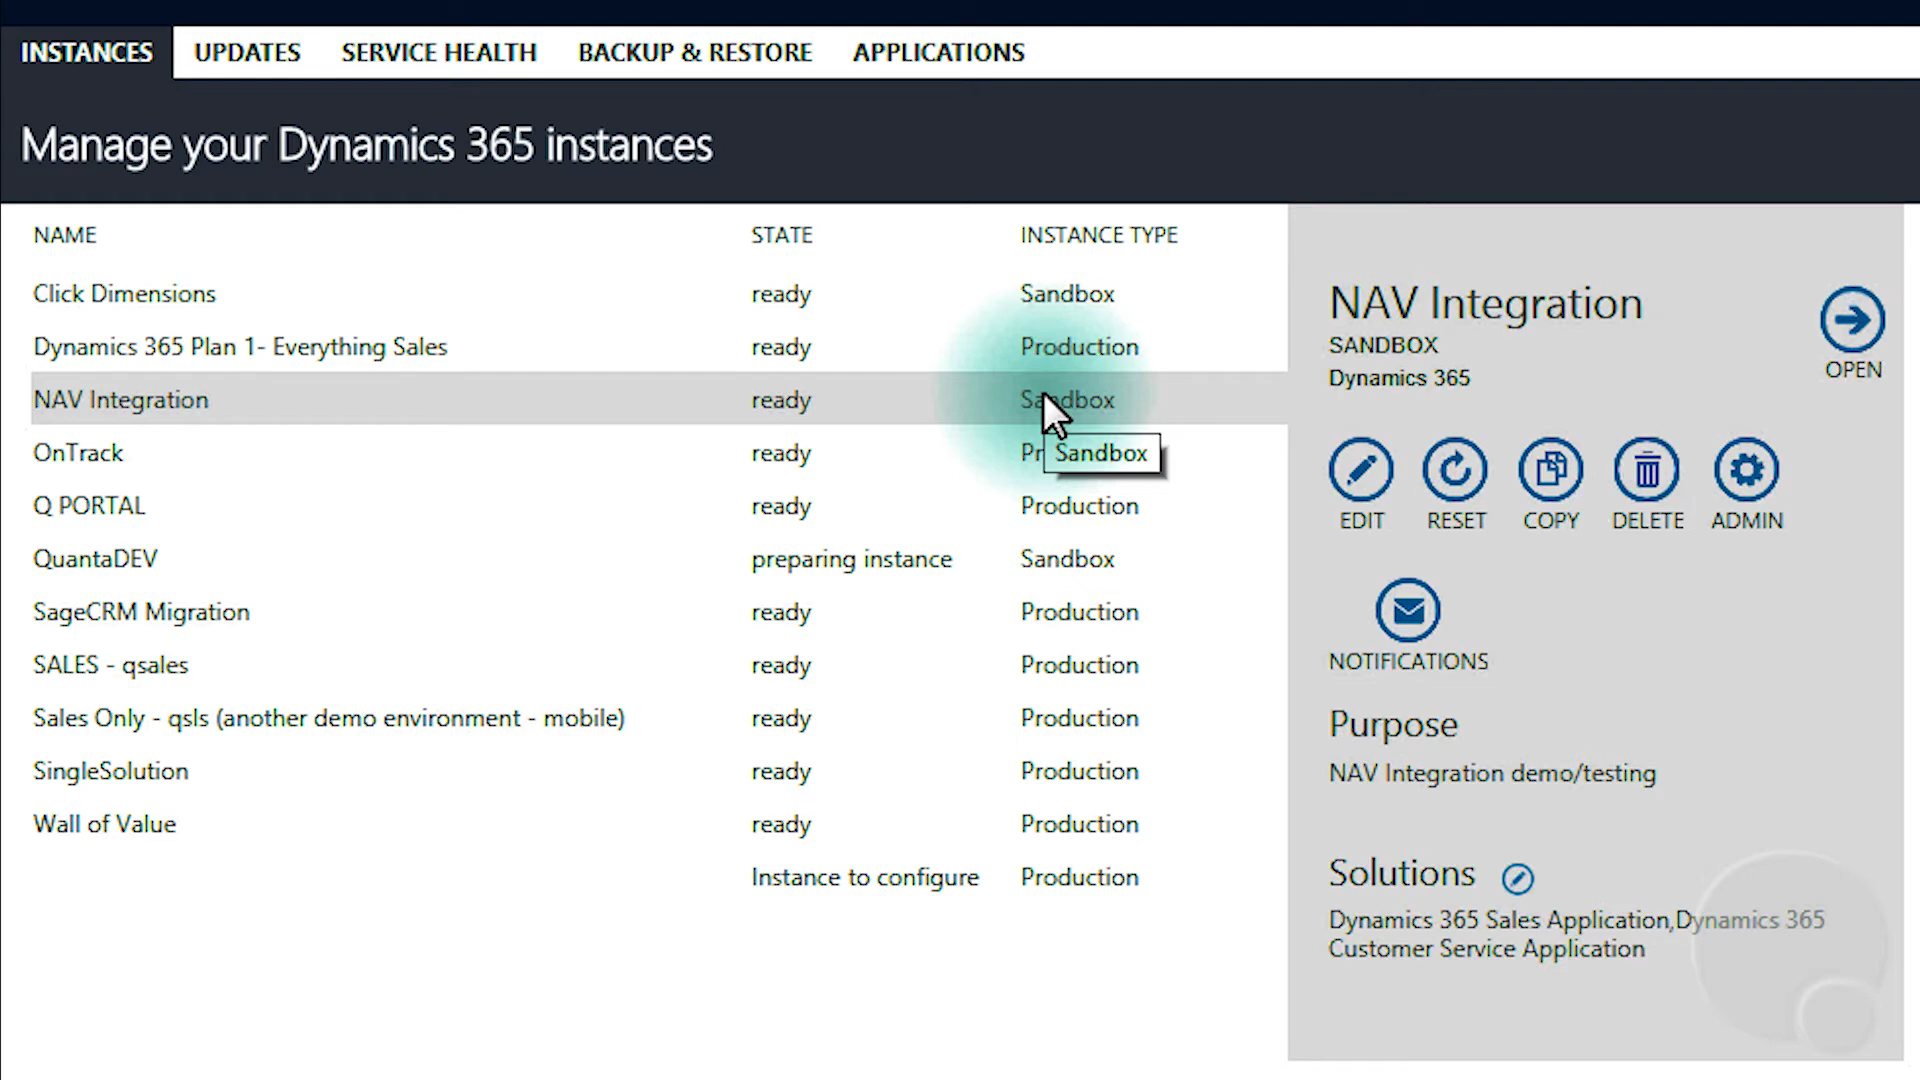 INSTANCES UPDATES SERVICE HEALTH BACKUP & RESTORE APPLICATIONS
Manage your Dynamics 365 instances
NAME STATE INSTANCE TYPE
Click Dimensions ready Sandbox
Dynamics 365 Plan 1- Everything Sales ready Production
NAV Integration ready Sandbox
OnTrack ready Pr
Sandbox
Q PORTAL ready Production
QuantaDEV preparing instance Sandbox
SageCRM Migration ready Production
SALES - qsales ready Production
Sales Only - qsls (another demo environment - mobile) ready Production
SingleSolution ready Production
Wall of Value ready Production
Instance to configure Production
NAV Integration
SANDBOX
Dynamics 365
OPEN
EDIT RESET COPY DELETE ADMIN
NOTIFICATIONS
Purpose
NAV Integration demo/testing
Solutions
Dynamics 365 Sales Application,Dynamics 365
Customer Service Application